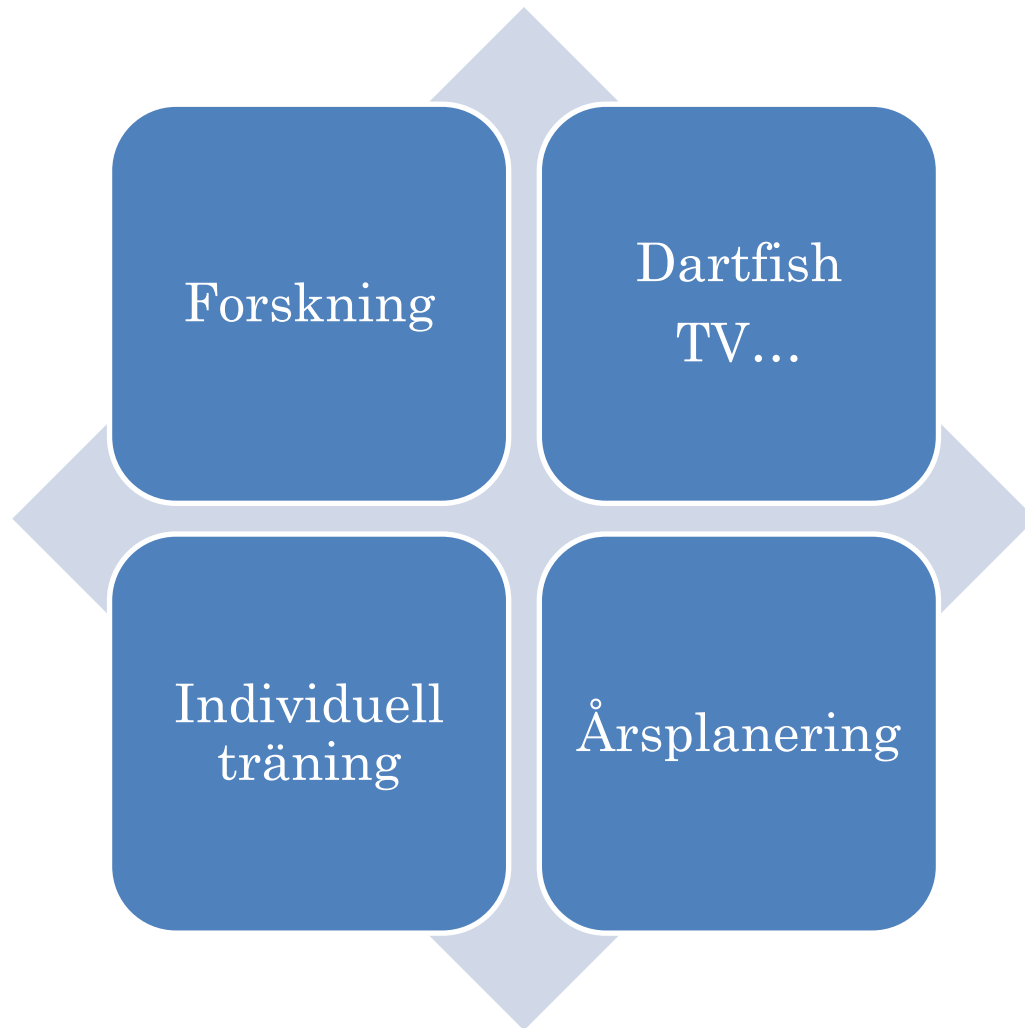 Forskning
Dartfish
TV…
Individuell
träning
Årsplanering